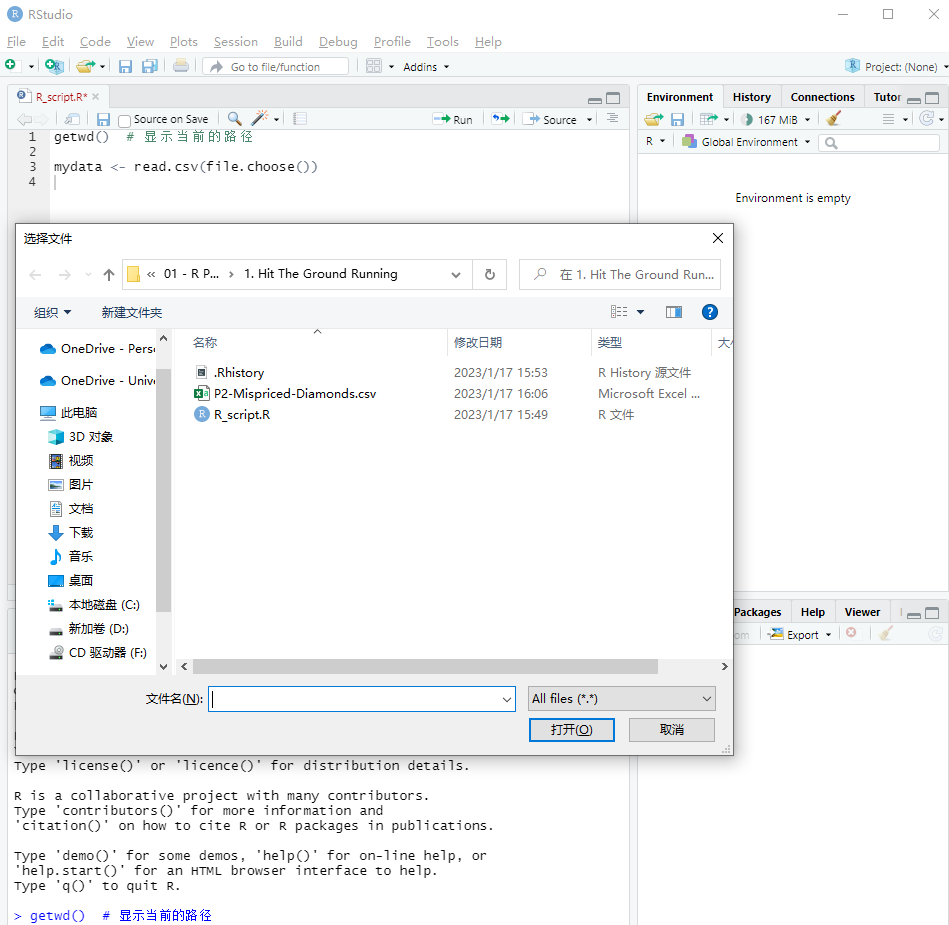 RStudio
File Edit Code View Plots Session Build Debug Profile Tools Help
Go to file/function Addins Project: (None)
R_script.R*
Source on Save Run Source
1 getwd() # 显示当前的路径
2
3 mydata <- read.csv(file.choose())
4
Environment History Connections Tutor
167 MiB
R Global Environment
Environment is empty
选择文件
« 01 - R P... › 1. Hit The Ground Running
在 1. Hit The Ground Run...
组织 新建文件夹
名称 修改日期 类型 大小
OneDrive - Pers
OneDrive - Unive
此电脑
3D 对象
视频
图片
文档
下载
音乐
桌面
本地磁盘 (C:)
新加卷 (D:)
CD 驱动器 (F:)
.Rhistory 2023/1/17 15:53 R History 源文件
P2-Mispriced-Diamonds.csv 2023/1/17 16:06 Microsoft Excel ...
R_script.R 2023/1/17 15:49 R 文件
文件名(N): All files (*.*)
打开(O) 取消
Packages Help Viewer
om Export
Type 'license()' or 'licence()' for distribution details.
R is a collaborative project with many contributors.
Type 'contributors()' for more information and
'citation()' on how to cite R or R packages in publications.
Type 'demo()' for some demos, 'help()' for on-line help, or
'help.start()' for an HTML browser interface to help.
Type 'q()' to quit R.
> getwd() # 显示当前的路径